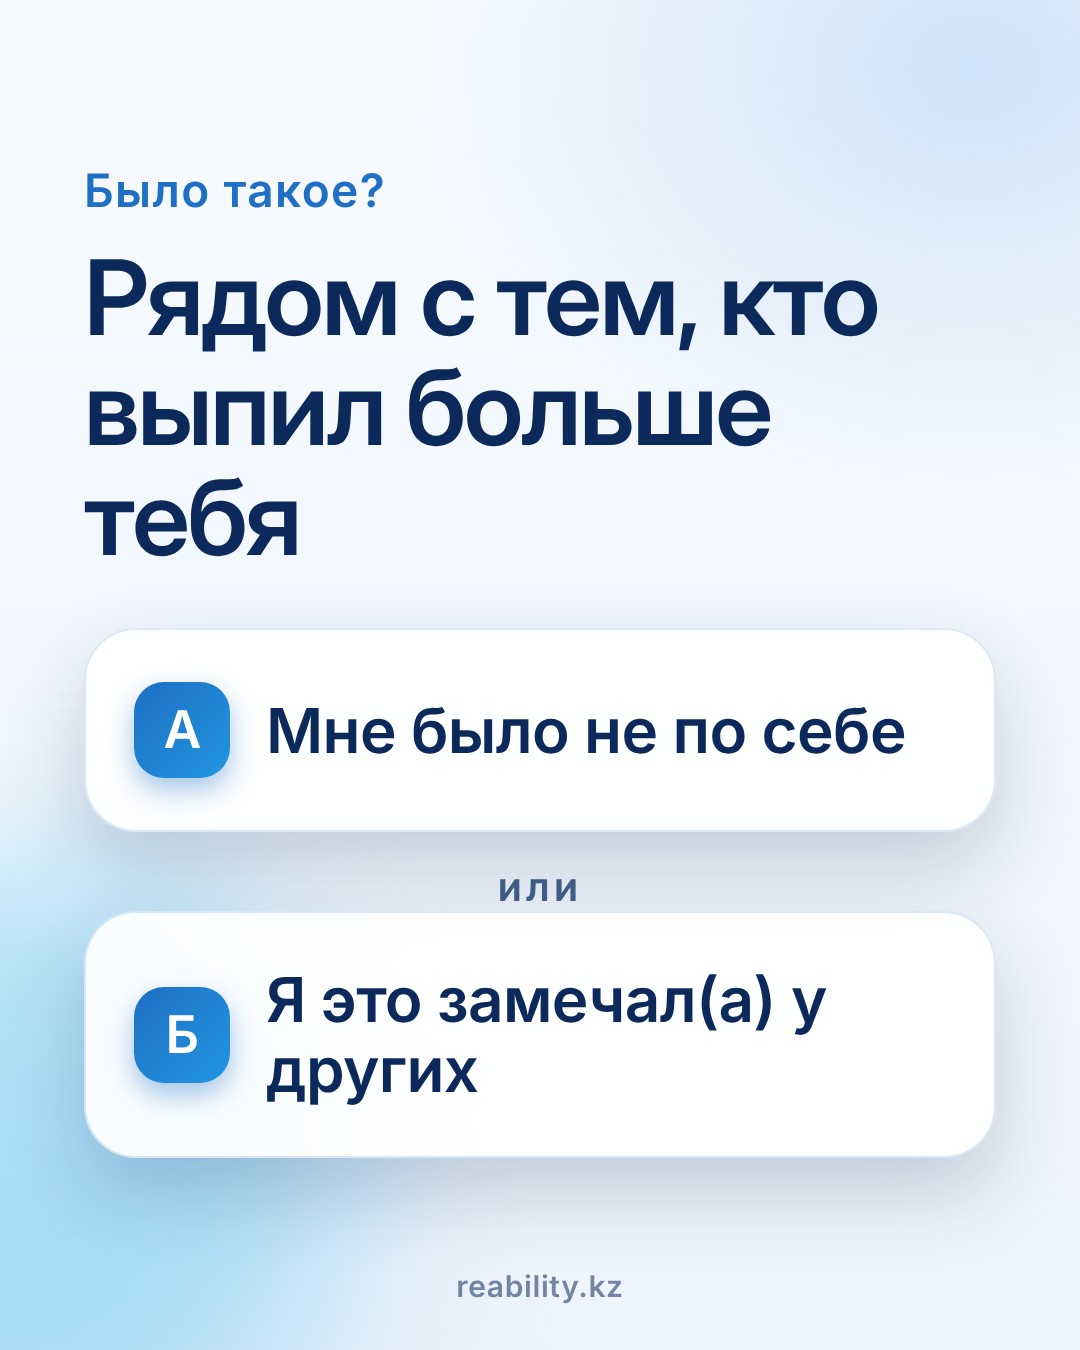 Было такое?
Рядом с тем, кто
выпил больше
тебя
А
Мне было не по себе
или
Б
Я это замечал(а) у
других
reability.kz